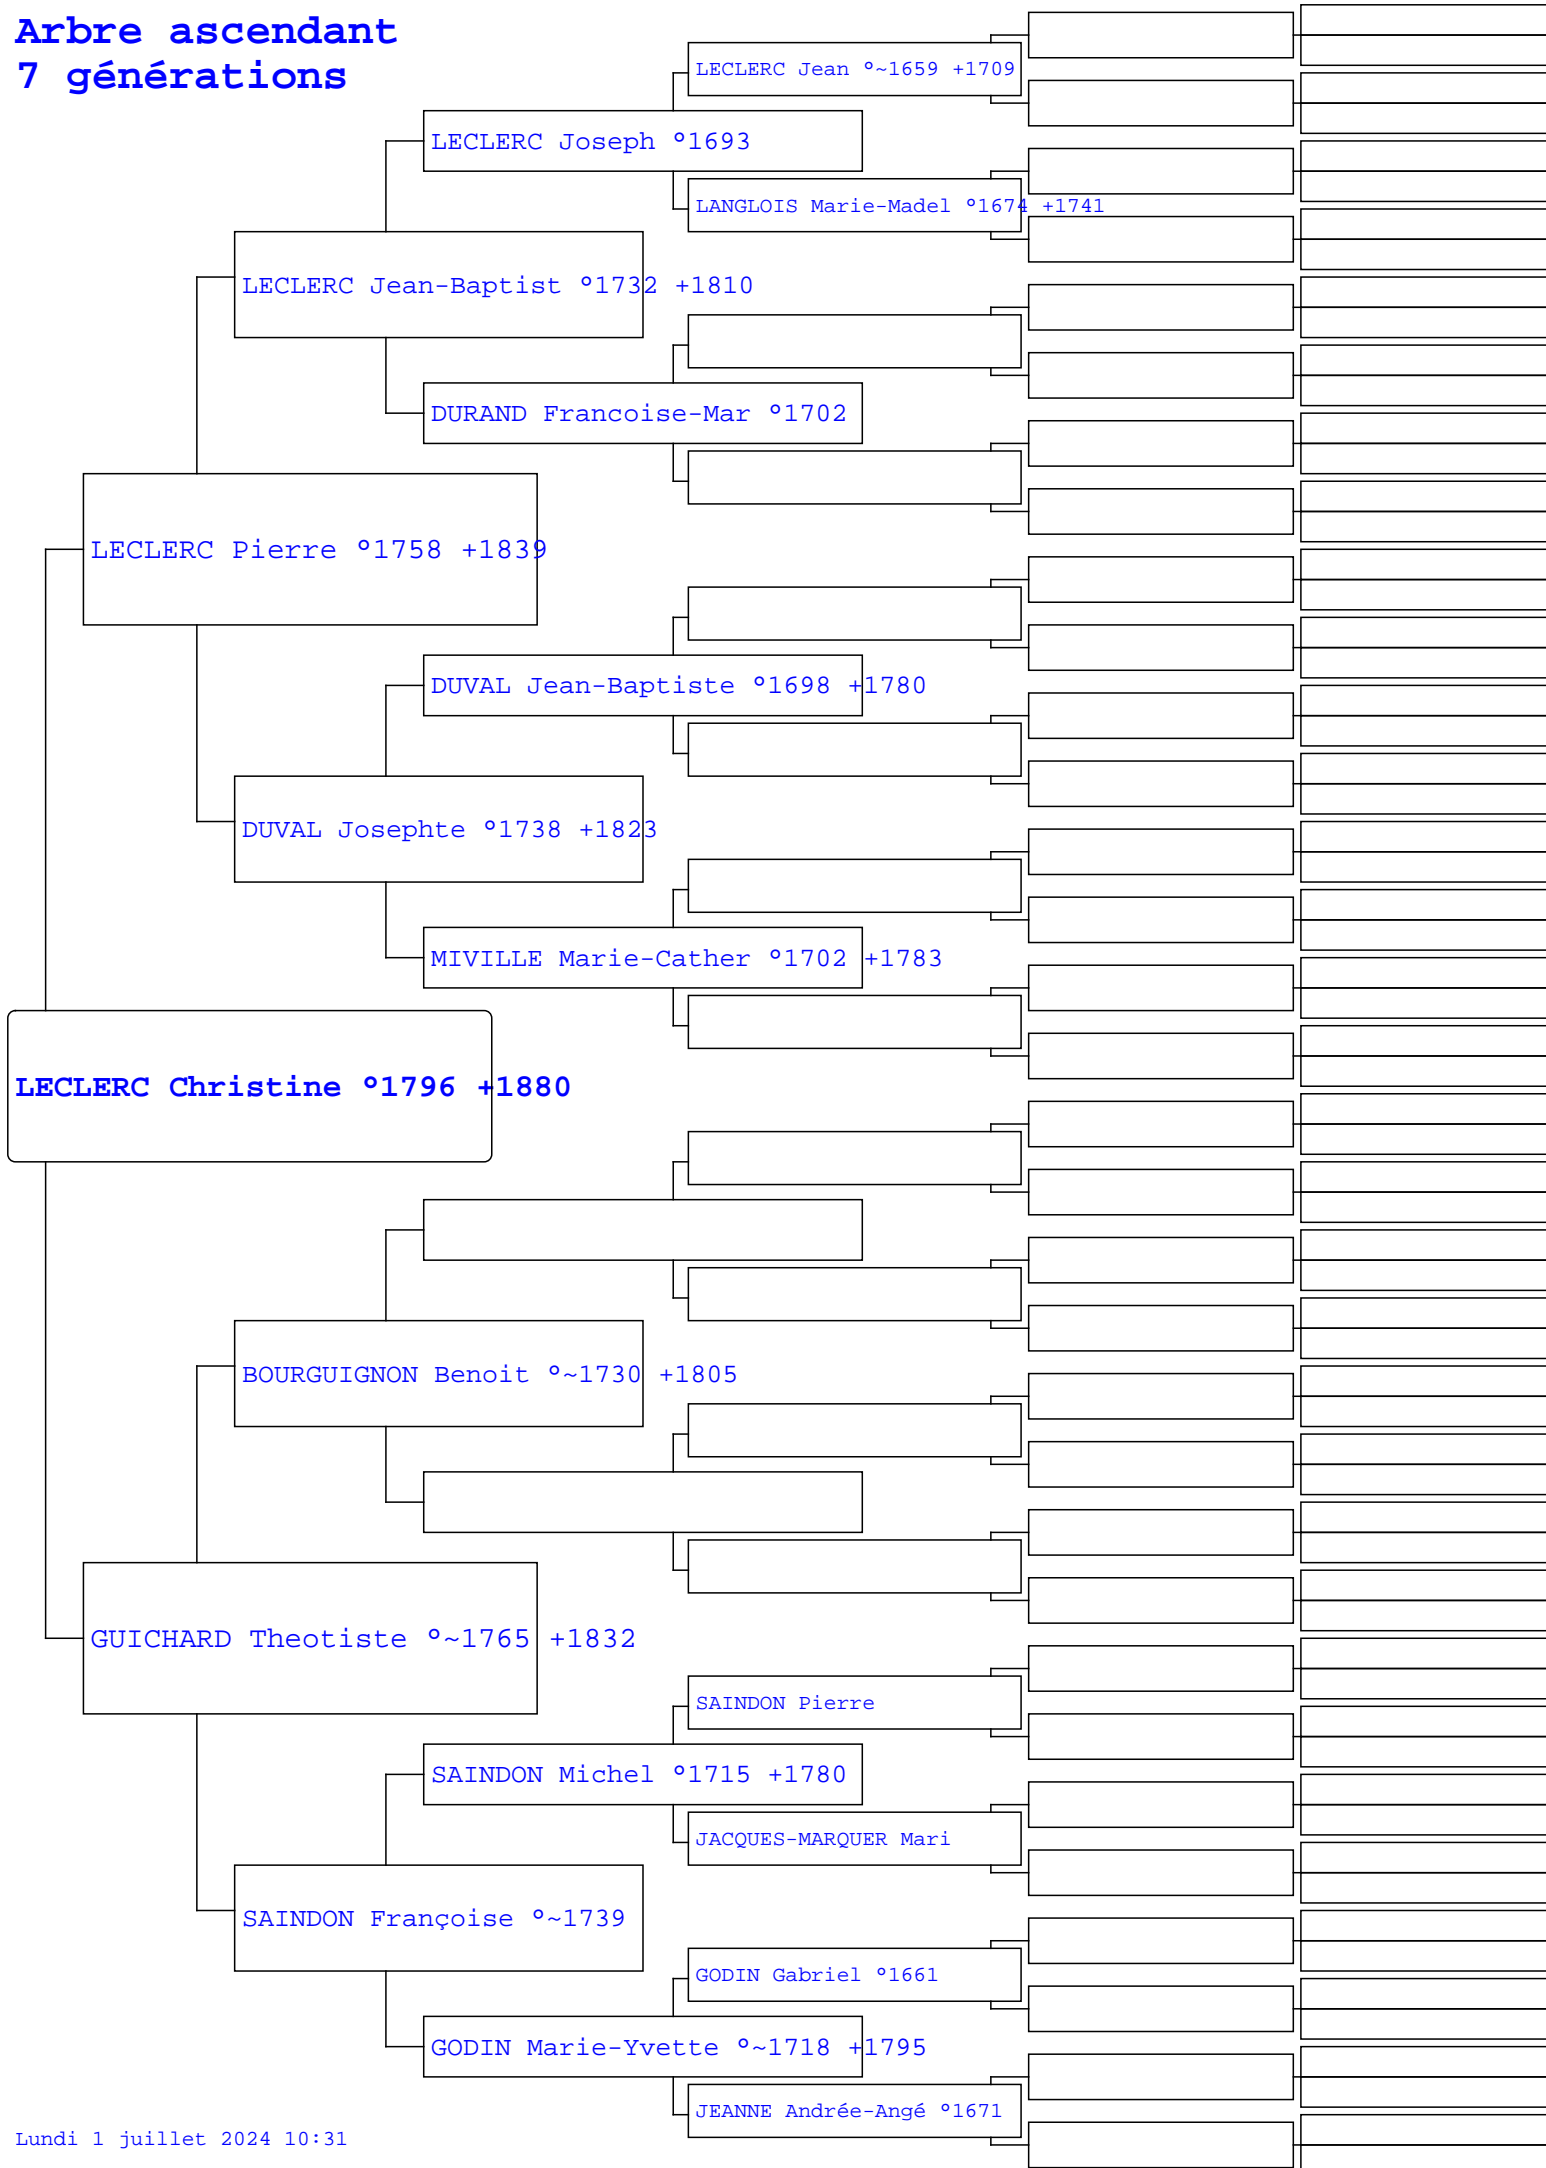 Arbre ascendant
7 générations
LECLERC Jean °~1659 +1709
LECLERC Joseph °1693
LANGLOIS Marie-Madel °1674 +1741
LECLERC Jean-Baptist °1732 +1810
DURAND Francoise-Mar °1702
LECLERC Pierre °1758 +1839
DUVAL Jean-Baptiste °1698 +1780
DUVAL Josephte °1738 +1823
MIVILLE Marie-Cather °1702 +1783
LECLERC Christine °1796 +1880
BOURGUIGNON Benoit °~1730 +1805
GUICHARD Theotiste °~1765 +1832
SAINDON Pierre
SAINDON Michel °1715 +1780
JACQUES-MARQUER Mari
SAINDON Françoise °~1739
GODIN Gabriel °1661
GODIN Marie-Yvette °~1718 +1795
JEANNE Andrée-Angé °1671
Lundi 1 juillet 2024 10:31